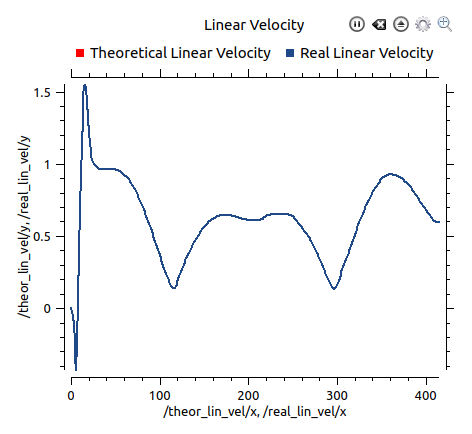 Linear Velocity
Theoretical Linear Velocity Real Linear Velocity
/theor_lin_vel/y, /real_lin_vel/y
1.5
1
0.5
0
0 100 200 300 400
/theor_lin_vel/x, /real_lin_vel/x